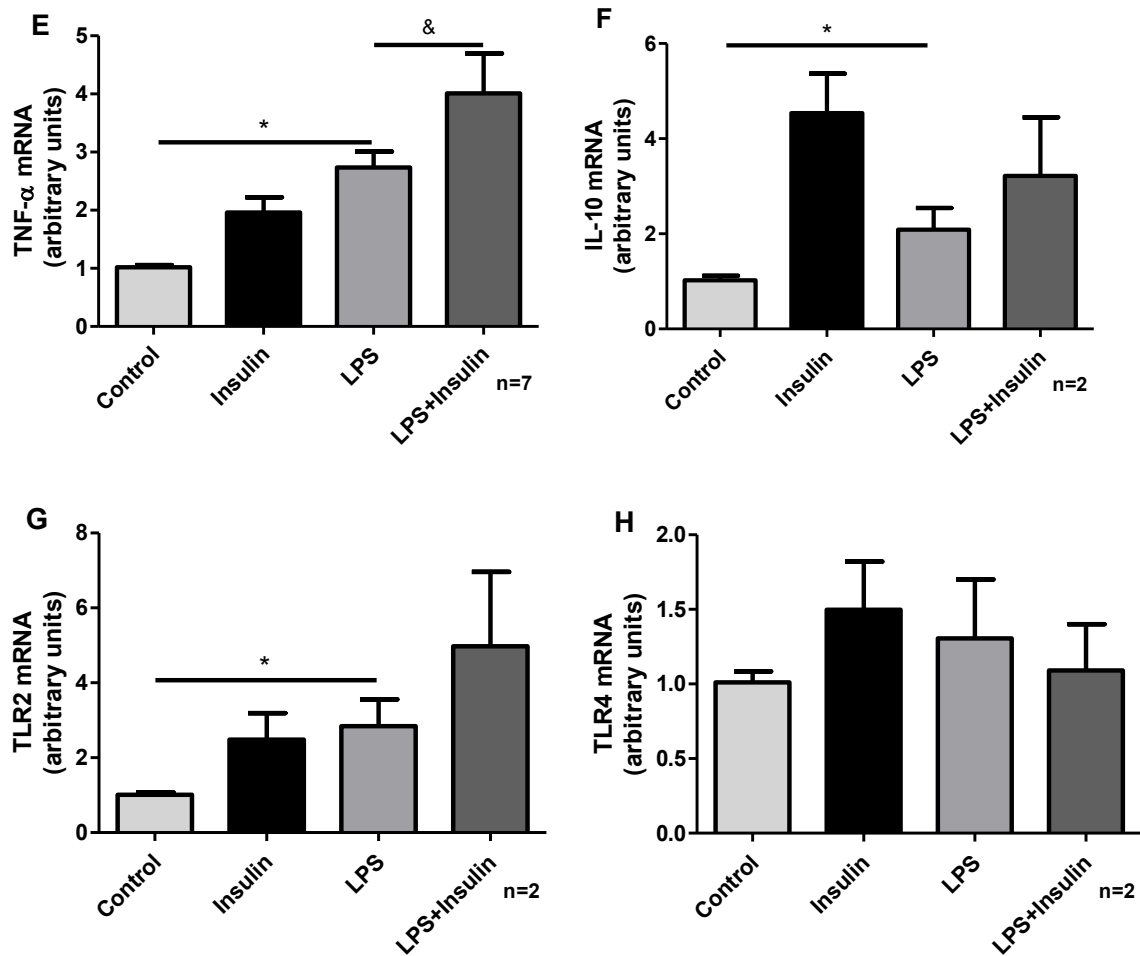 E
TNF-α mRNA
(arbitrary units)
5
4
3
2
1
0
*
&
Control
Insulin
LPS
LPS+Insulin
n=7
F
IL-10 mRNA
(arbitrary units)
6
4
2
0
*
Control
Insulin
LPS
LPS+Insulin
n=2
G
TLR2 mRNA
(arbitrary units)
8
6
4
2
0
*
Control
Insulin
LPS
LPS+Insulin
n=2
H
TLR4 mRNA
(arbitrary units)
2.0
1.5
1.0
0.5
0.0
Control
Insulin
LPS
LPS+Insulin
n=2